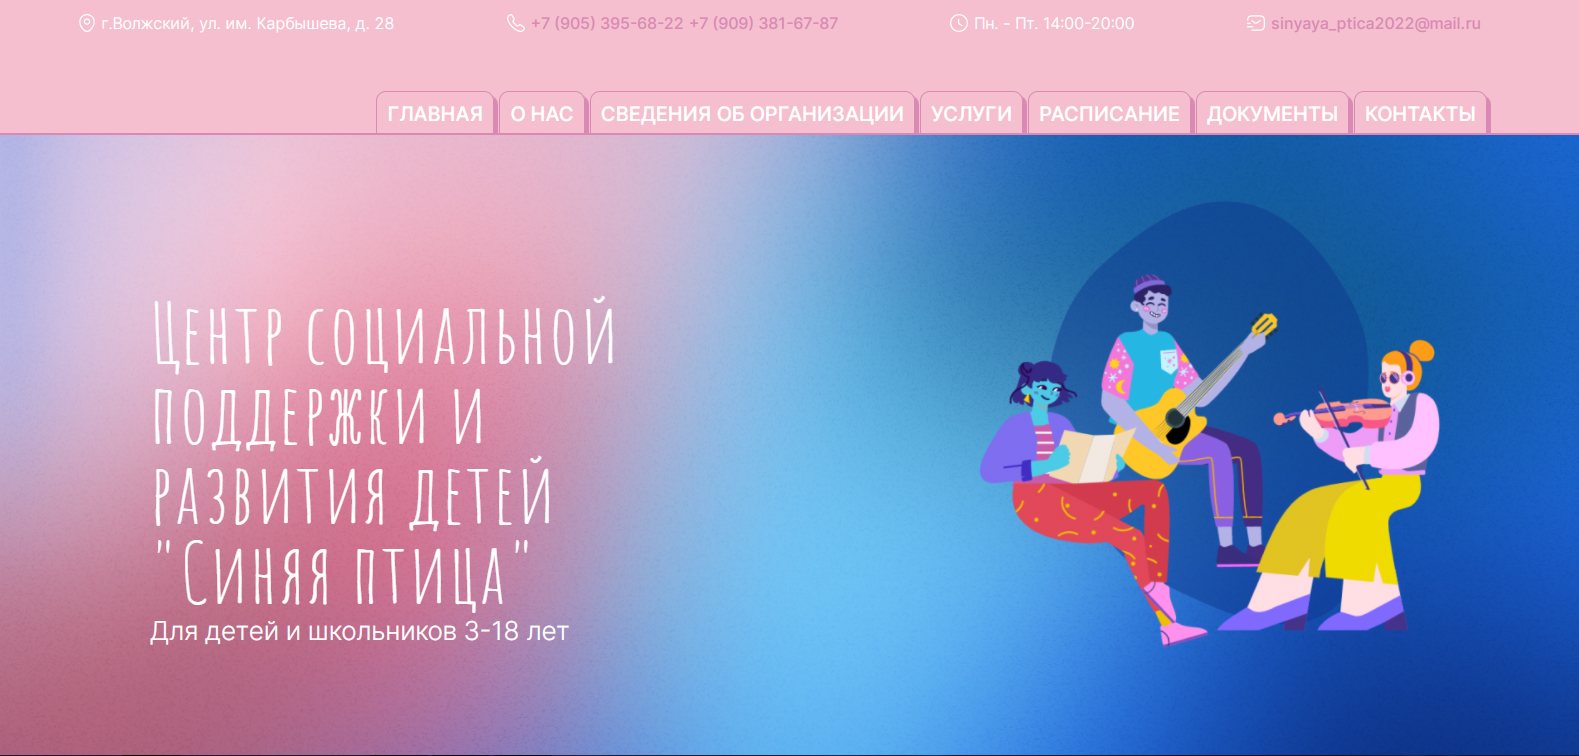 г.Волжский, ул. им. Карбышева, д. 28
+7 (905) 395-68-22 +7 (909) 381-67-87
Пн. - Пт. 14:00-20:00
sinyaya_ptica2022@mail.ru
ГЛАВНАЯ
О НАС
СВЕДЕНИЯ ОБ ОРГАНИЗАЦИИ
УСЛУГИ
РАСПИСАНИЕ
ДОКУМЕНТЫ
КОНТАКТЫ
Центр социальной
поддержки и
развития детей
"Синяя птица"
Для детей и школьников 3-18 лет